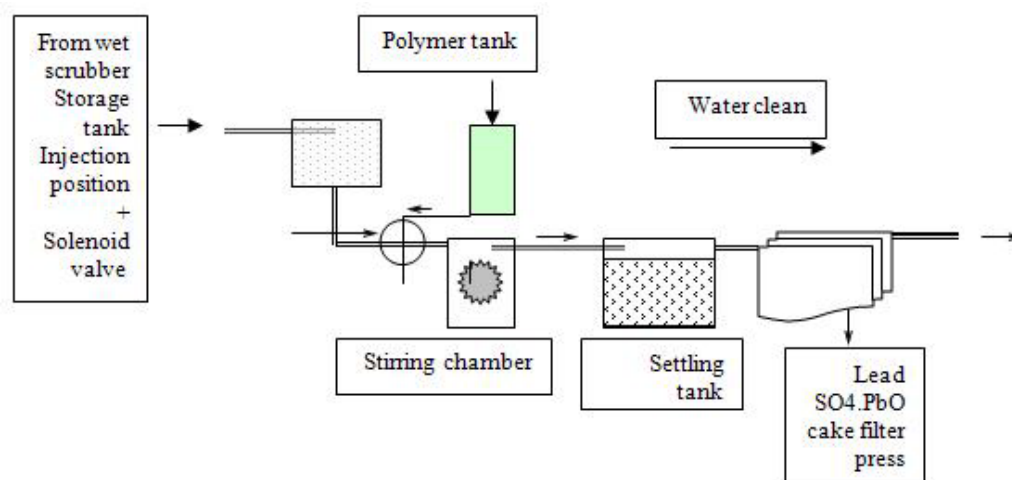 From wet
scrubber
Storage
tank
Injection
position
+
Solenoid
valve
Polymer tank
Water clean
Stirring chamber
Settling
tank
Lead
SO4.PbO
cake filter
press